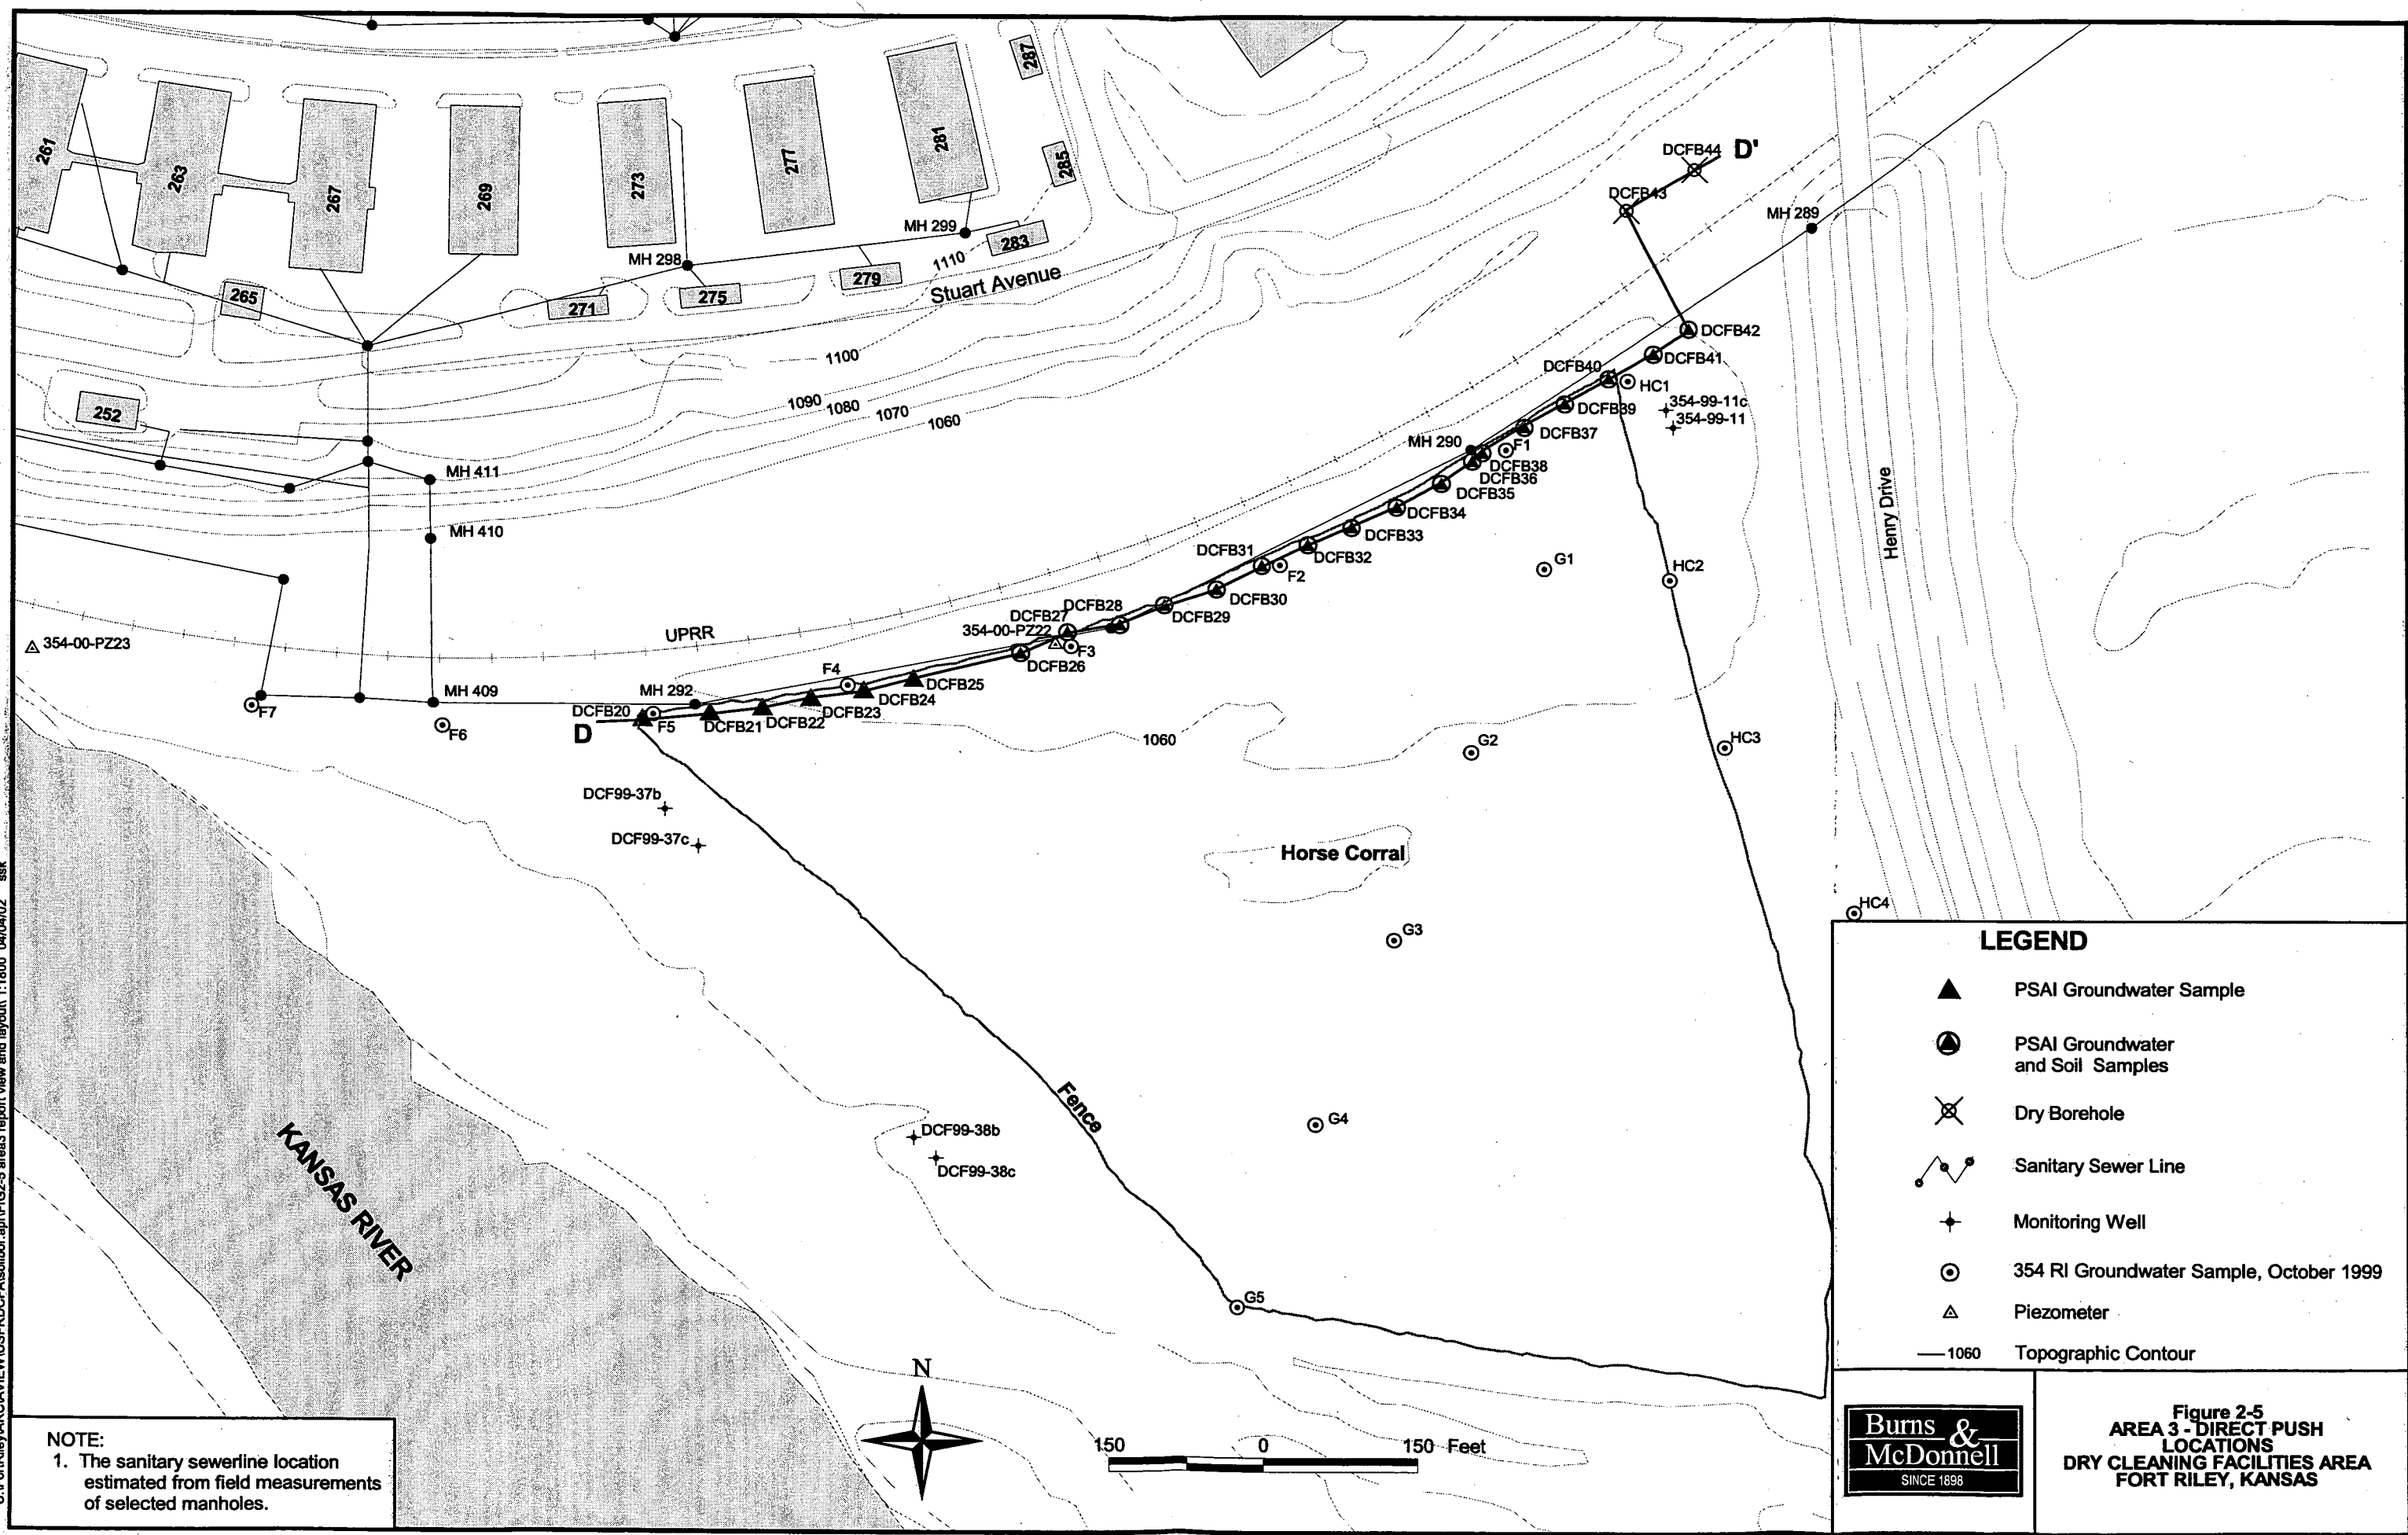 287
281
261
263
267
269
273
277
285
DCFB44
D'
DCFB43
MH 289
MH 299
283
MH 298
1110
279
Stuart Avenue
265
271
275
DCFB42
1100
DCFB41
DCFB40
HC1
252
1090
1080
1070
1060
DCFB39
354-99-11c
354-99-11
DCFB37
MH 290
F1
DCFB38
DCFB36
MH 411
DCFB35
DCFB34
Henry Drive
MH 410
DCFB33
DCFB31
DCFB32
G1
F2
HC2
DCFB30
DCFB28
DCFB27
DCFB29
UPRR
354-00-PZ22
354-00-PZ23
F3
DCFB26
F4
DCFB25
MH 409
MH 292
DCFB24
F7
DCFB20
F5
DCFB23
DCFB22
DCFB21
F6
D
1060
G2
HC3
DCF99-37b
DCF99-37c
Horse Corral
HC4
G3
Fence
G4
DCF99-38b
DCF99-38c
KANSAS RIVER
G5
LEGEND
PSAI Groundwater Sample
PSAI Groundwater
and Soil Samples
Dry Borehole
Sanitary Sewer Line
Monitoring Well
354 RI Groundwater Sample, October 1999
Piezometer
1060 Topographic Contour
N
150 0 150 Feet
NOTE:
1. The sanitary sewerline location
estimated from field measurements
of selected manholes.
Burns &
McDonnell
SINCE 1898
Figure 2-5
AREA 3 - DIRECT PUSH
LOCATIONS
DRY CLEANING FACILITIES AREA
FORT RILEY, KANSAS